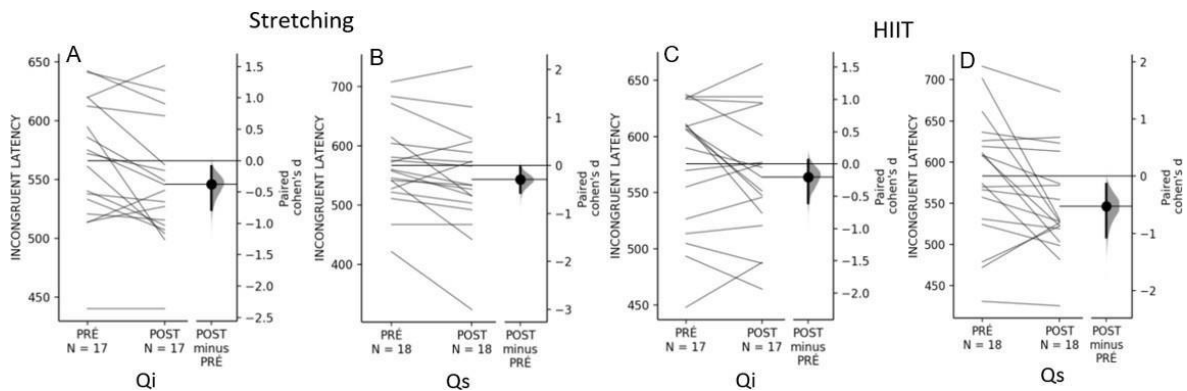 Stretching
HIIT
A
650
600
550
500
450
INCONGRUENT LATENCY
1.5
1.0
0.5
0.0
−0.5
−1.0
−1.5
−2.0
−2.5
Paired
cohen's d
PRÉ
N = 17
POST
N = 17
POST
minus
PRÉ
Qi
B
700
600
500
400
INCONGRUENT LATENCY
2
1
0
−1
−2
−3
Paired
cohen's d
PRÉ
N = 18
POST
N = 18
POST
minus
PRÉ
Qs
C
650
600
550
500
450
INCONGRUENT LATENCY
1.5
1.0
0.5
0.0
−0.5
−1.0
−1.5
−2.0
Paired
cohen's d
PRÉ
N = 17
POST
N = 17
POST
minus
PRÉ
Qi
D
700
650
600
550
500
450
INCONGRUENT LATENCY
2
1
0
−1
−2
Paired
cohen's d
PRÉ
N = 18
POST
N = 18
POST
minus
PRÉ
Qs